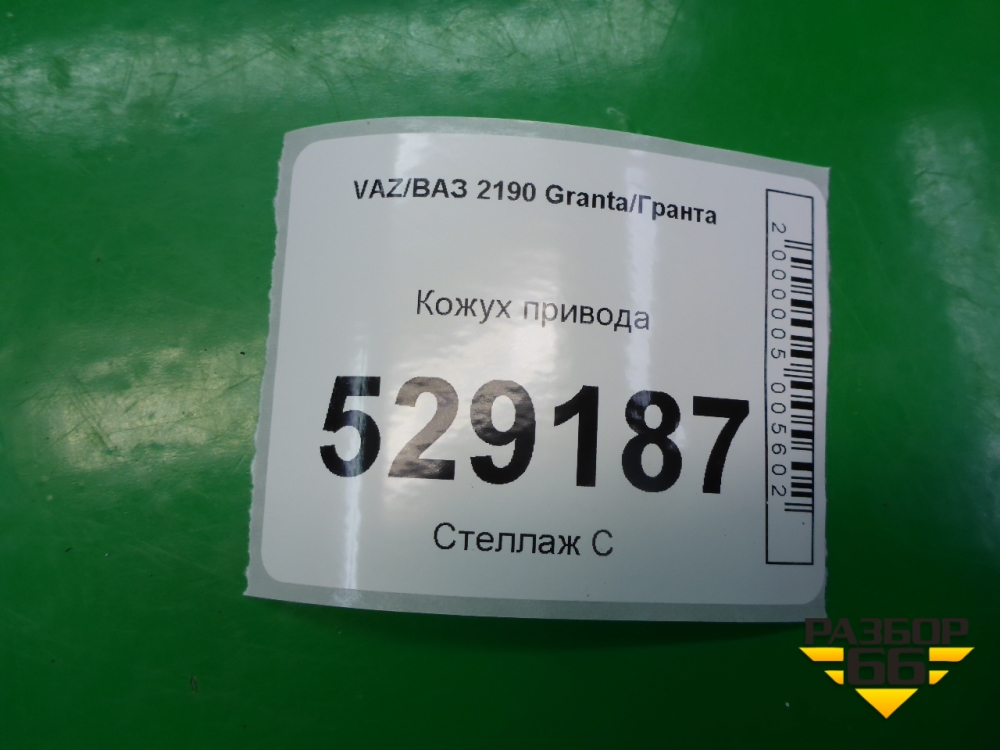 VAZ/ВАЗ 2190 Granta/Гранта
Кожух привода
529187
Стеллаж С
2000005005602
РАЗБОР
66